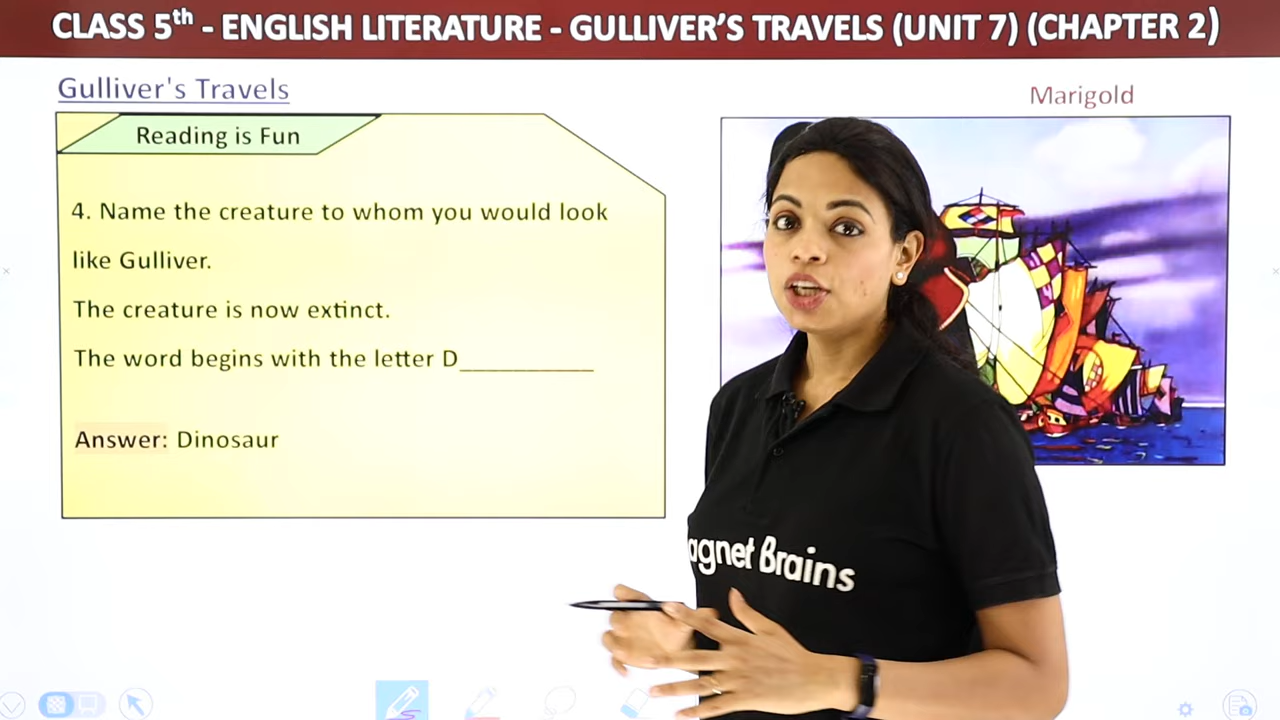 CLASS 5th - ENGLISH LITERATURE - GULLIVER'S TRAVELS (UNIT 7) (CHAPTER 2)
Gulliver's Travels
Marigold
Reading is Fun
4. Name the creature to whom you would look
like Gulliver.
The creature is now extinct.
The word begins with the letter D__________
Answer: Dinosaur
agnet Brains